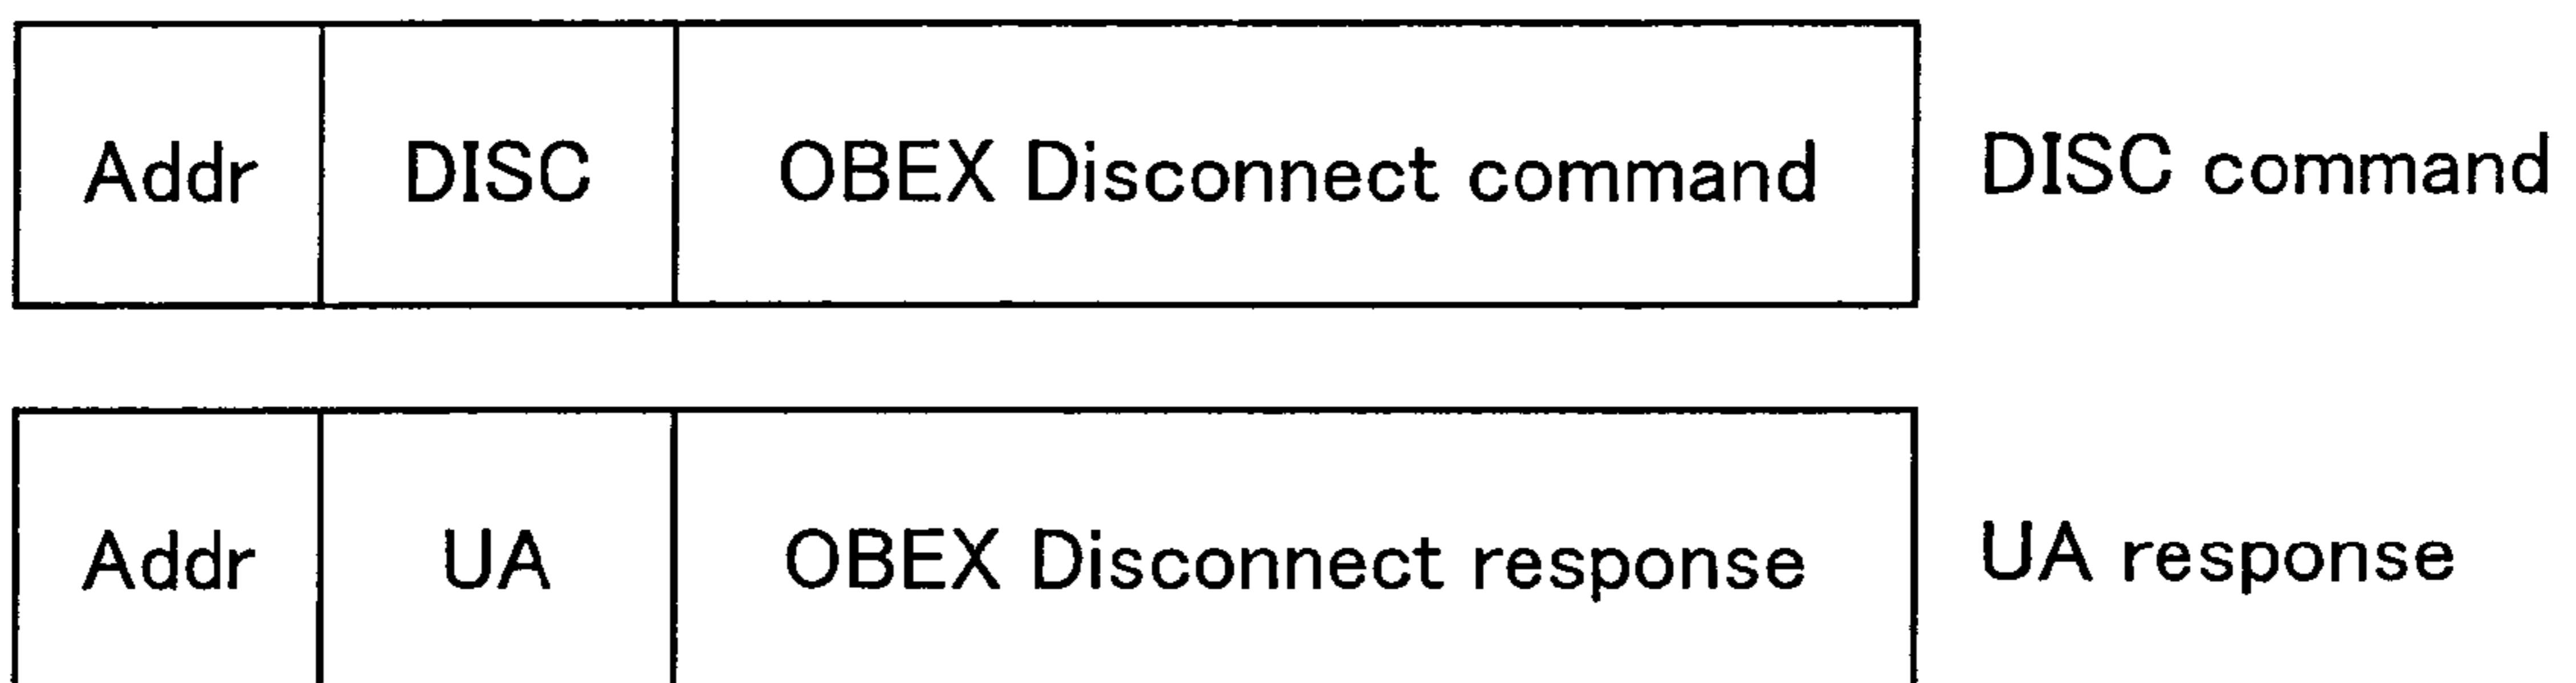 Addr DISC OBEX Disconnect command DISC command
Addr UA OBEX Disconnect response UA response